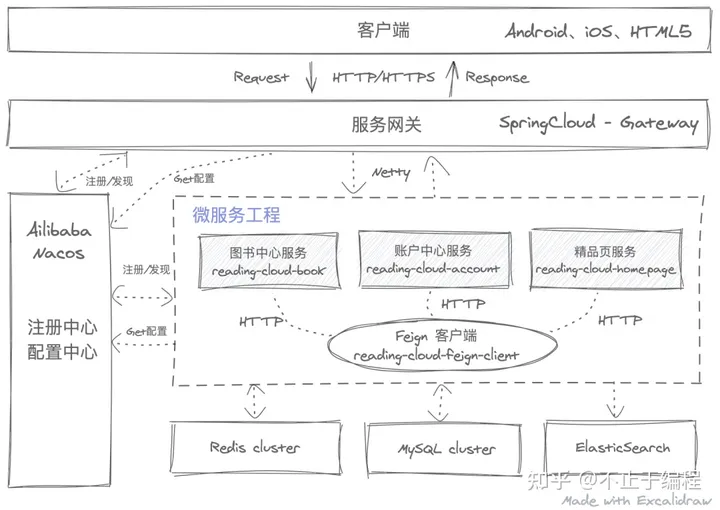 客户端 Android、iOS、HTML5
Request HTTP/HTTPS Response
服务网关 SpringCloud - Gateway
注册/发现 Get配置 Netty
Ailibaba
Nacos
注册中心
配置中心
微服务工程
图书中心服务
reading-cloud-book
账户中心服务
reading-cloud-account
精品页服务
reading-cloud-homepage
注册/发现
Get配置
HTTP HTTP HTTP
Feign 客户端
reading-cloud-feign-client
Redis cluster MySQL cluster ElasticSearch
知乎 @不止于编程
Made with Excalidraw